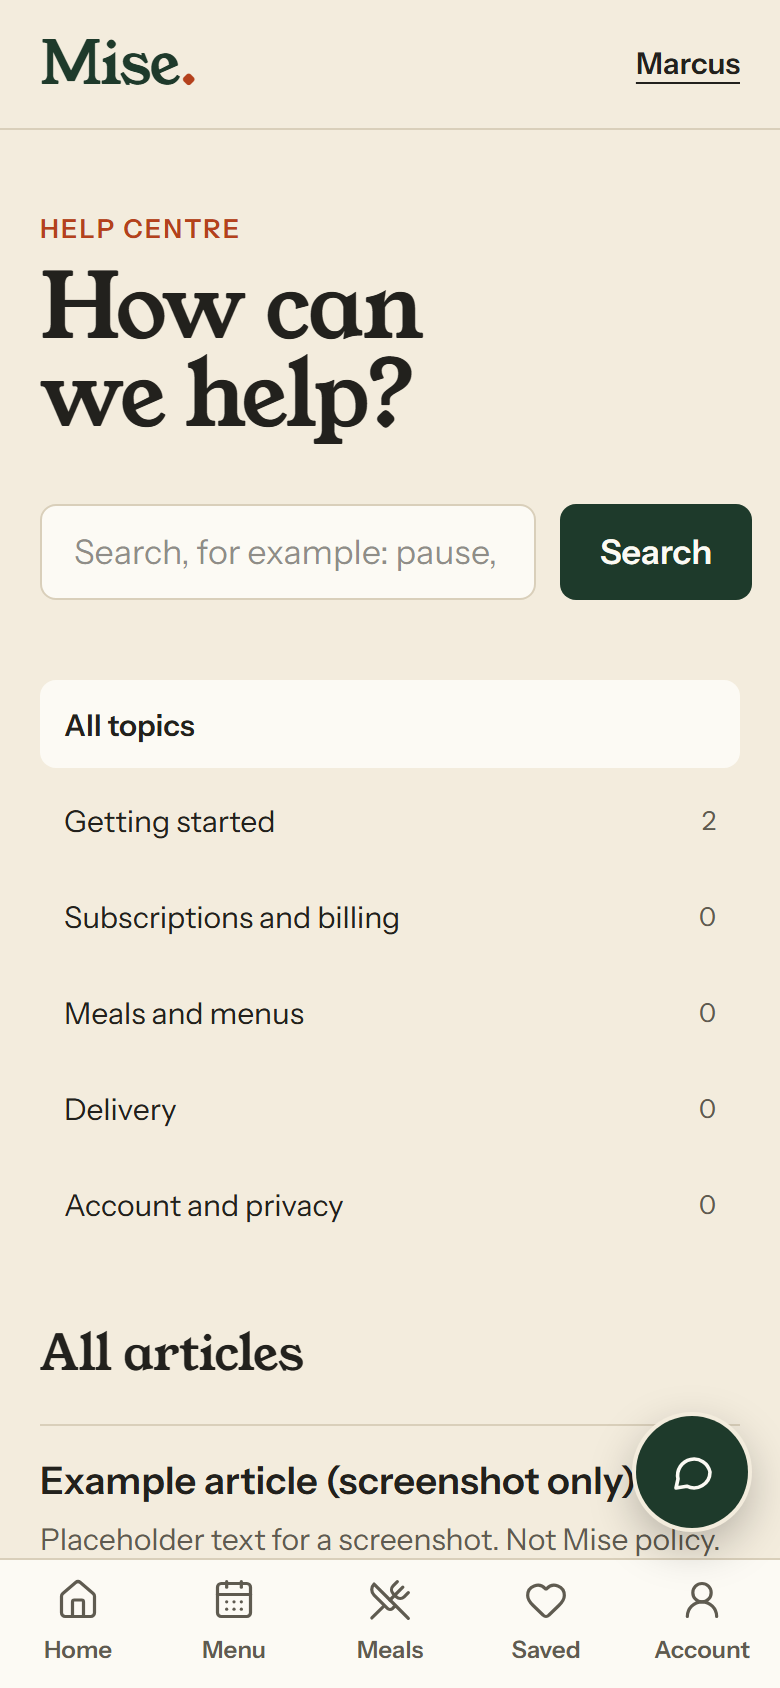 Mise.
Marcus
HELP CENTRE
How can
we help?
Search, for example: pause,
Search
All topics
Getting started 2
Subscriptions and billing 0
Meals and menus 0
Delivery 0
Account and privacy 0
All articles
Example article (screenshot only)
Placeholder text for a screenshot. Not Mise policy.
Home Menu Meals Saved Account